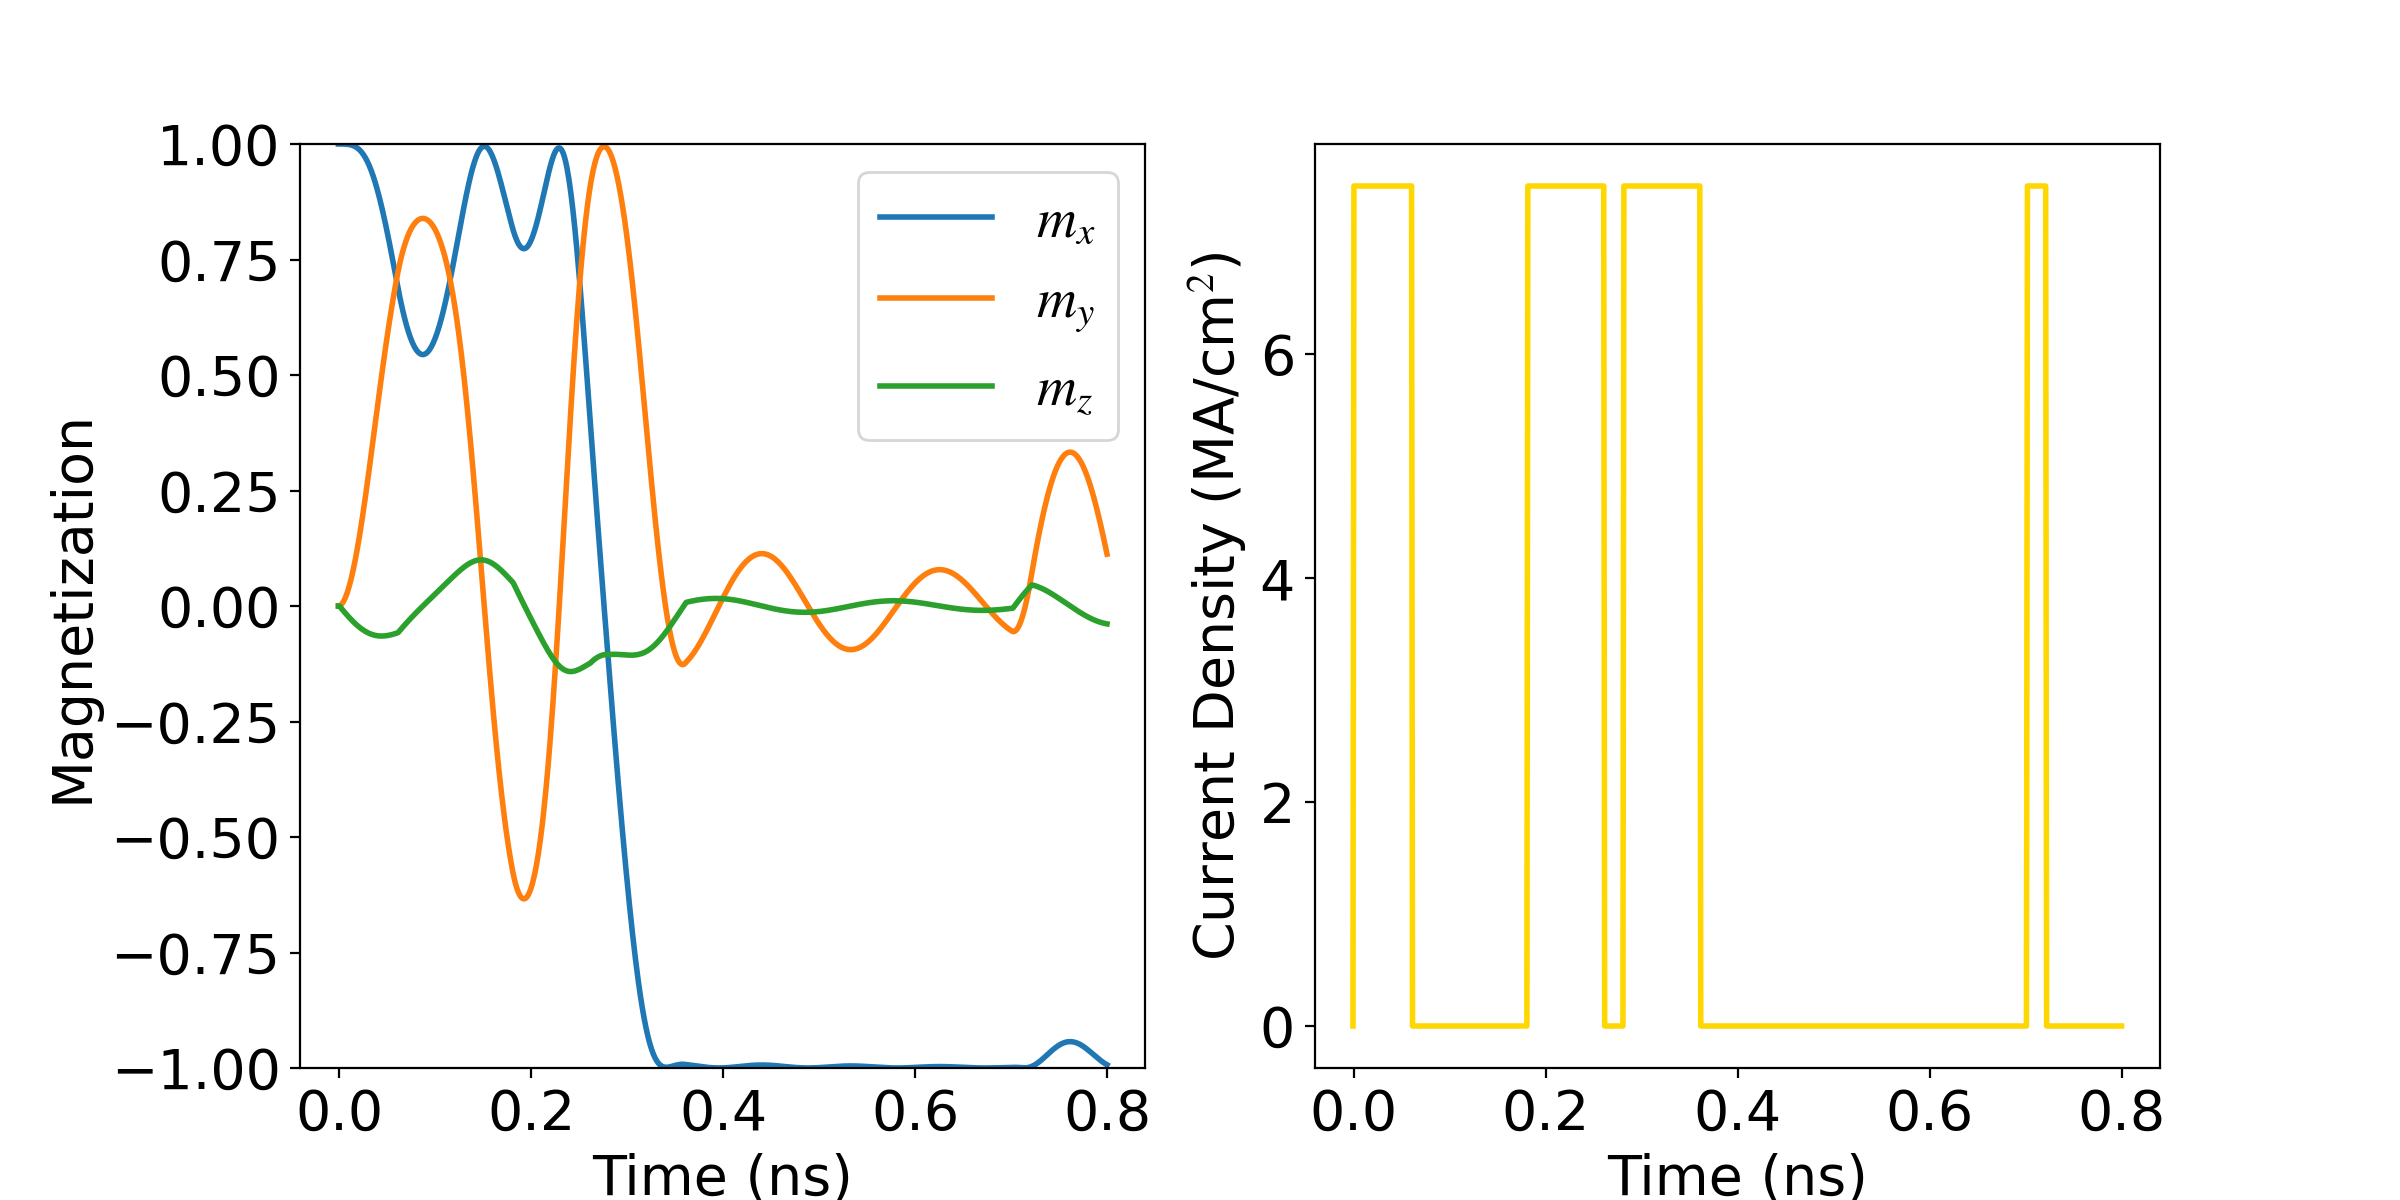 Magnetization
1.00
0.75
0.50
0.25
0.00
−0.25
−0.50
−0.75
−1.00
0.0 0.2 0.4 0.6 0.8
Time (ns)
m_x
m_y
m_z
Current Density (MA/cm²)
6
4
2
0
0.0 0.2 0.4 0.6 0.8
Time (ns)